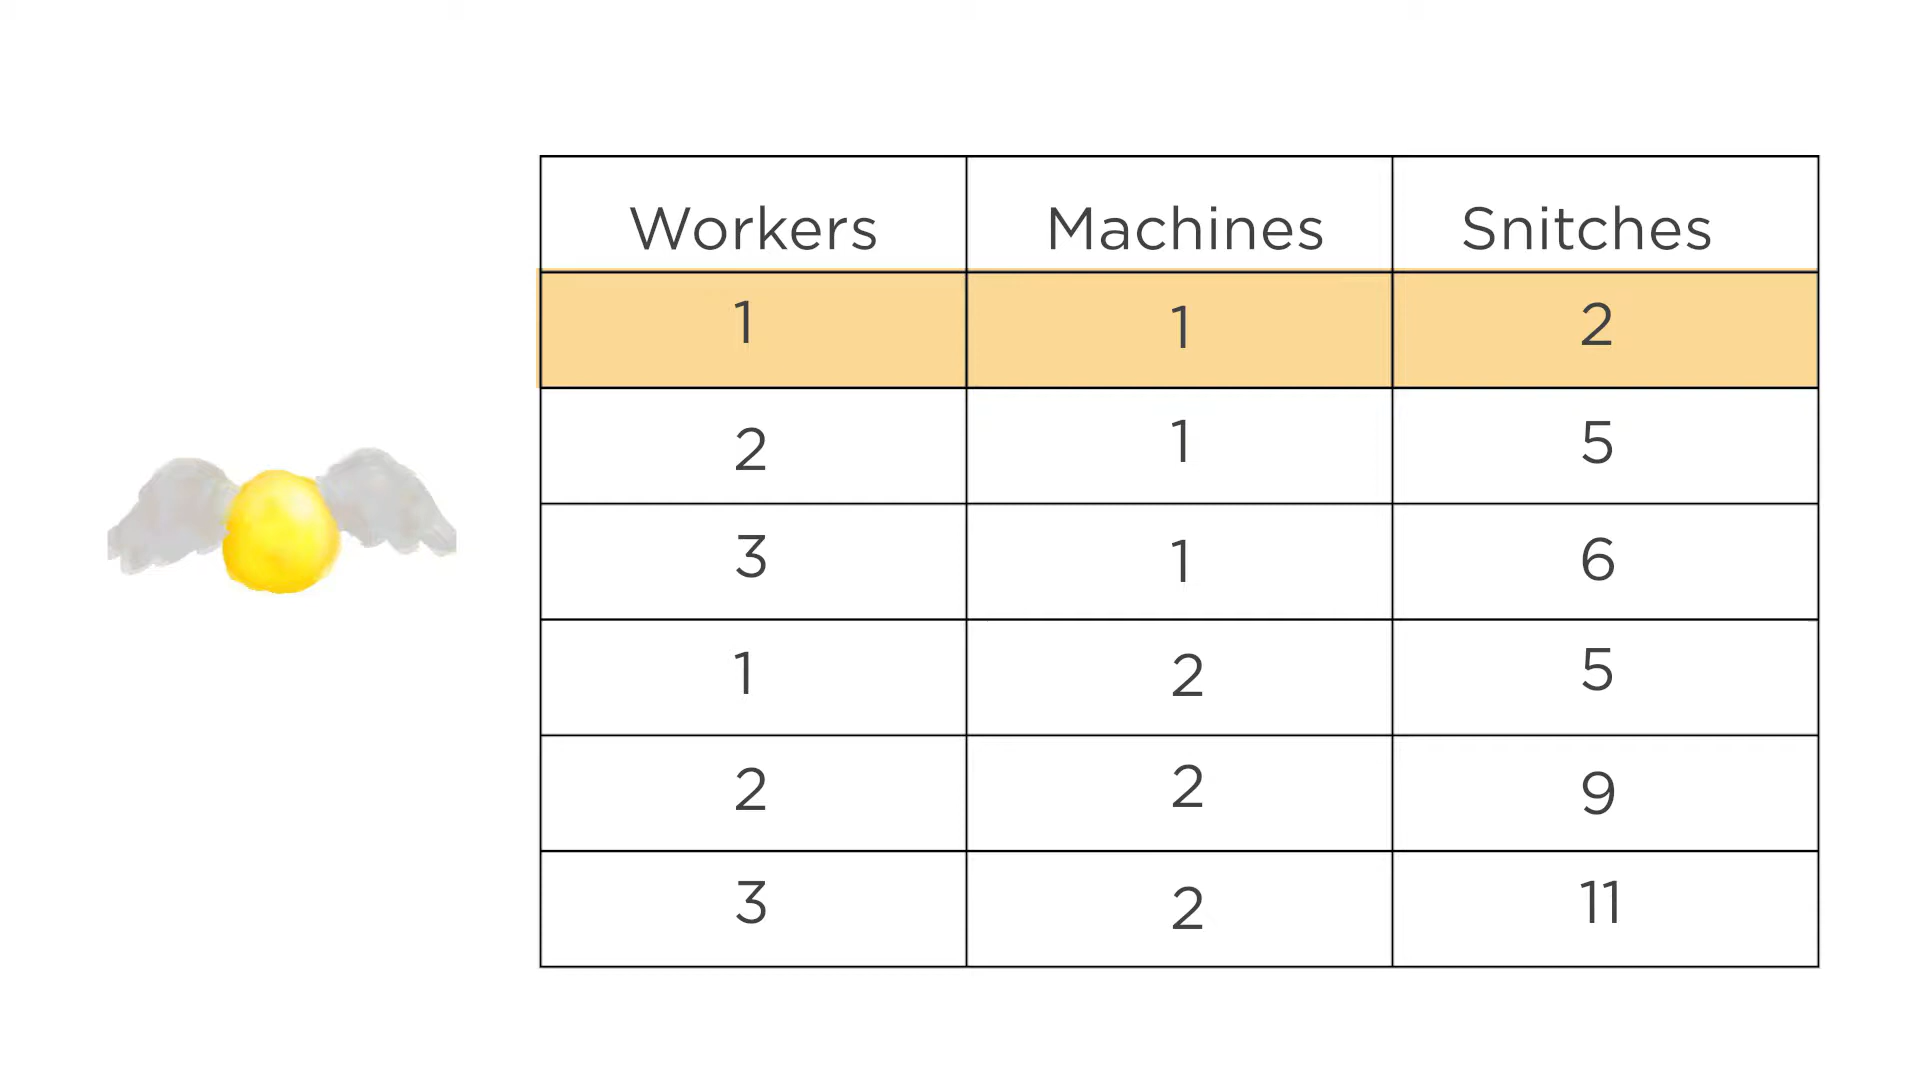 Workers Machines Snitches
1 1 2
2 1 5
3 1 6
1 2 5
2 2 9
3 2 11